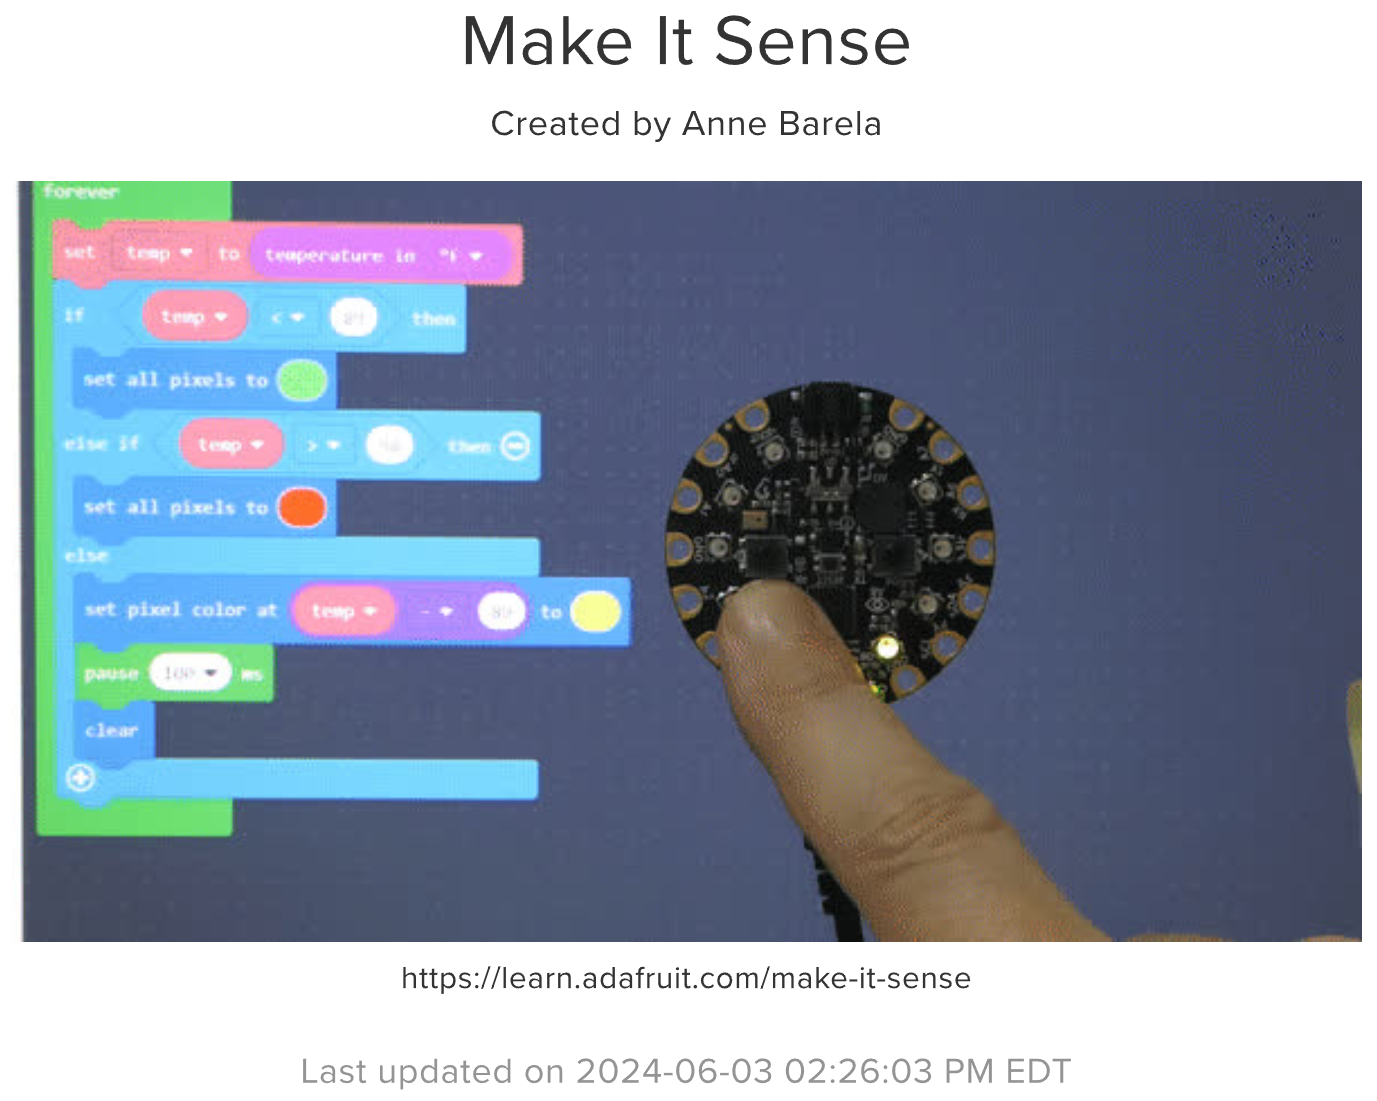 Make It Sense
Created by Anne Barela
forever
set temp to temperature in °F
if temp < then
set all pixels to
else if temp > then
set all pixels to
else
set pixel color at temp - 89 to
pause 100 ms
clear
https://learn.adafruit.com/make-it-sense
Last updated on 2024-06-03 02:26:03 PM EDT